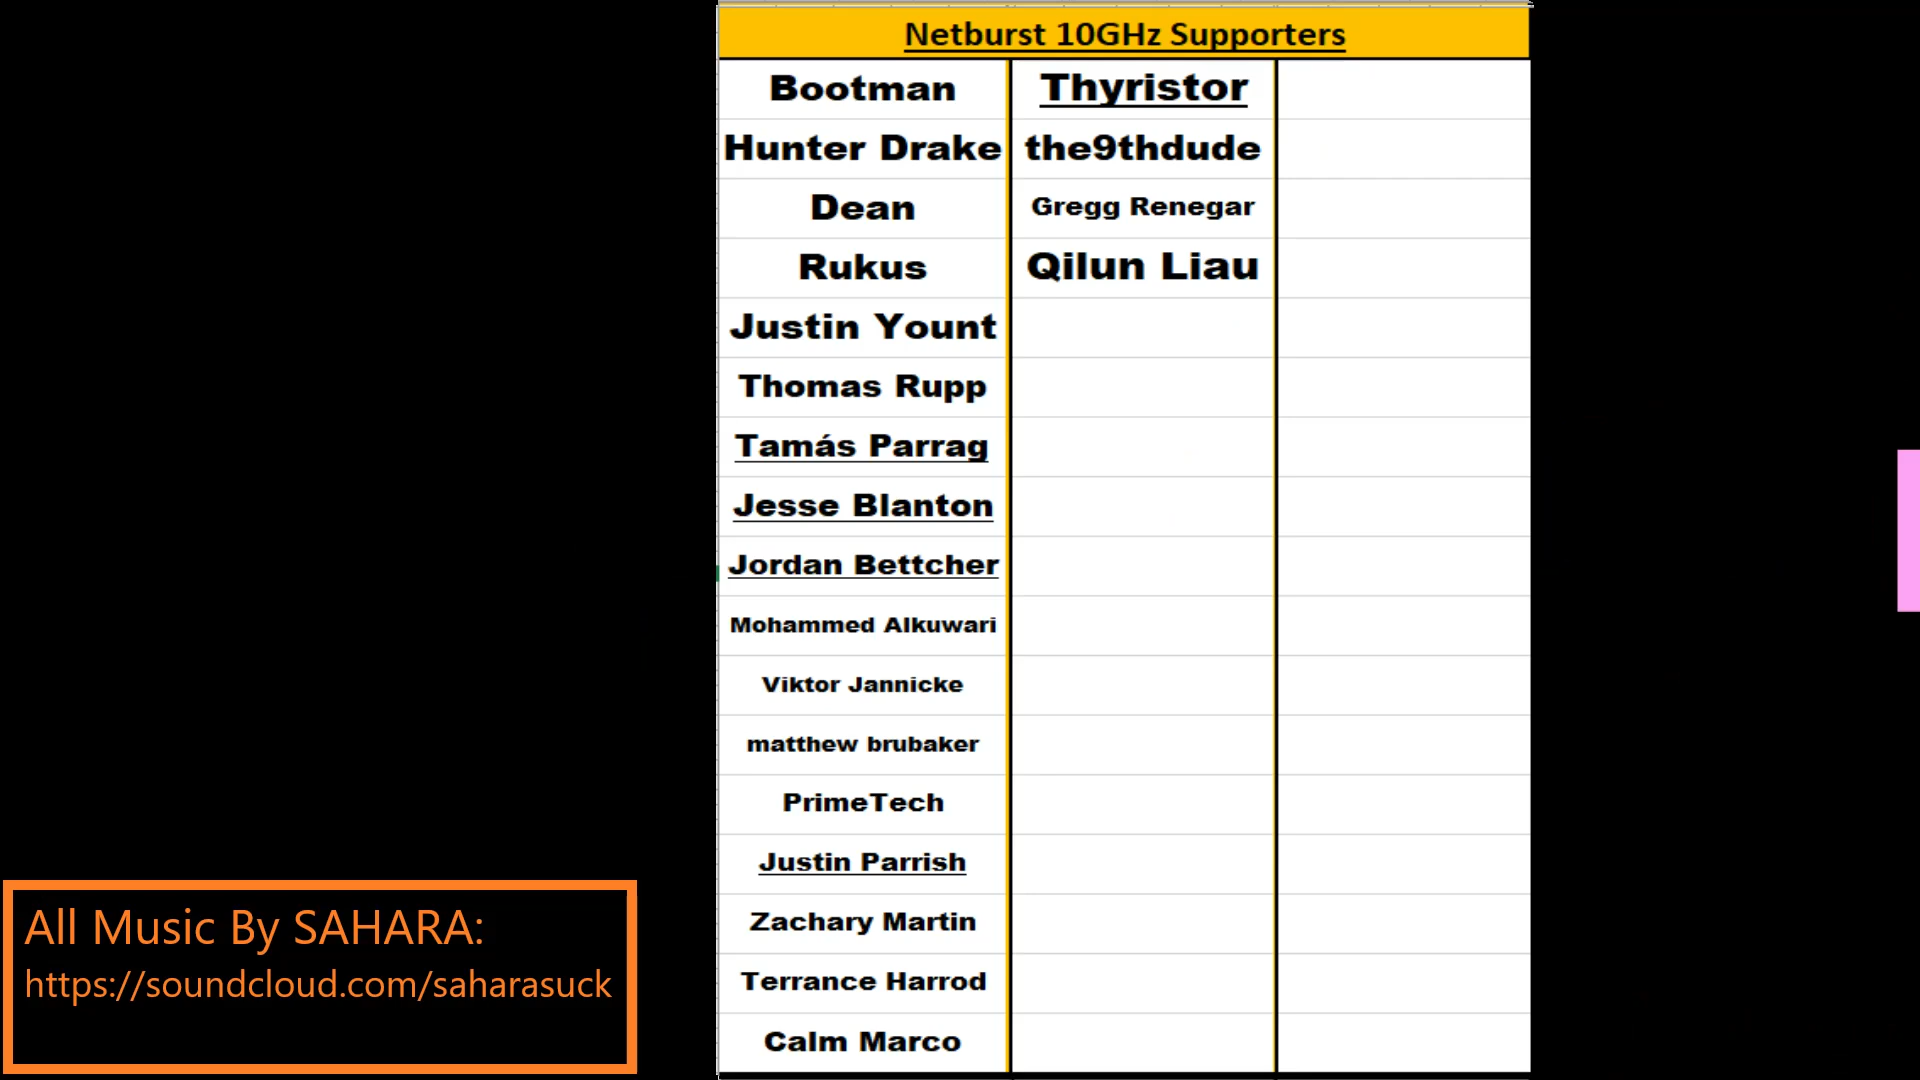 Netburst 10GHz Supporters
Bootman
Thyristor
Hunter Drake
the9thdude
Dean
Gregg Renegar
Rukus
Qilun Liau
Justin Yount
Thomas Rupp
Tamás Parrag
Jesse Blanton
Jordan Bettcher
Mohammed Alkuwari
Viktor Jannicke
matthew brubaker
PrimeTech
Justin Parrish
Zachary Martin
Terrance Harrod
Calm Marco
All Music By SAHARA:
https://soundcloud.com/saharasuck